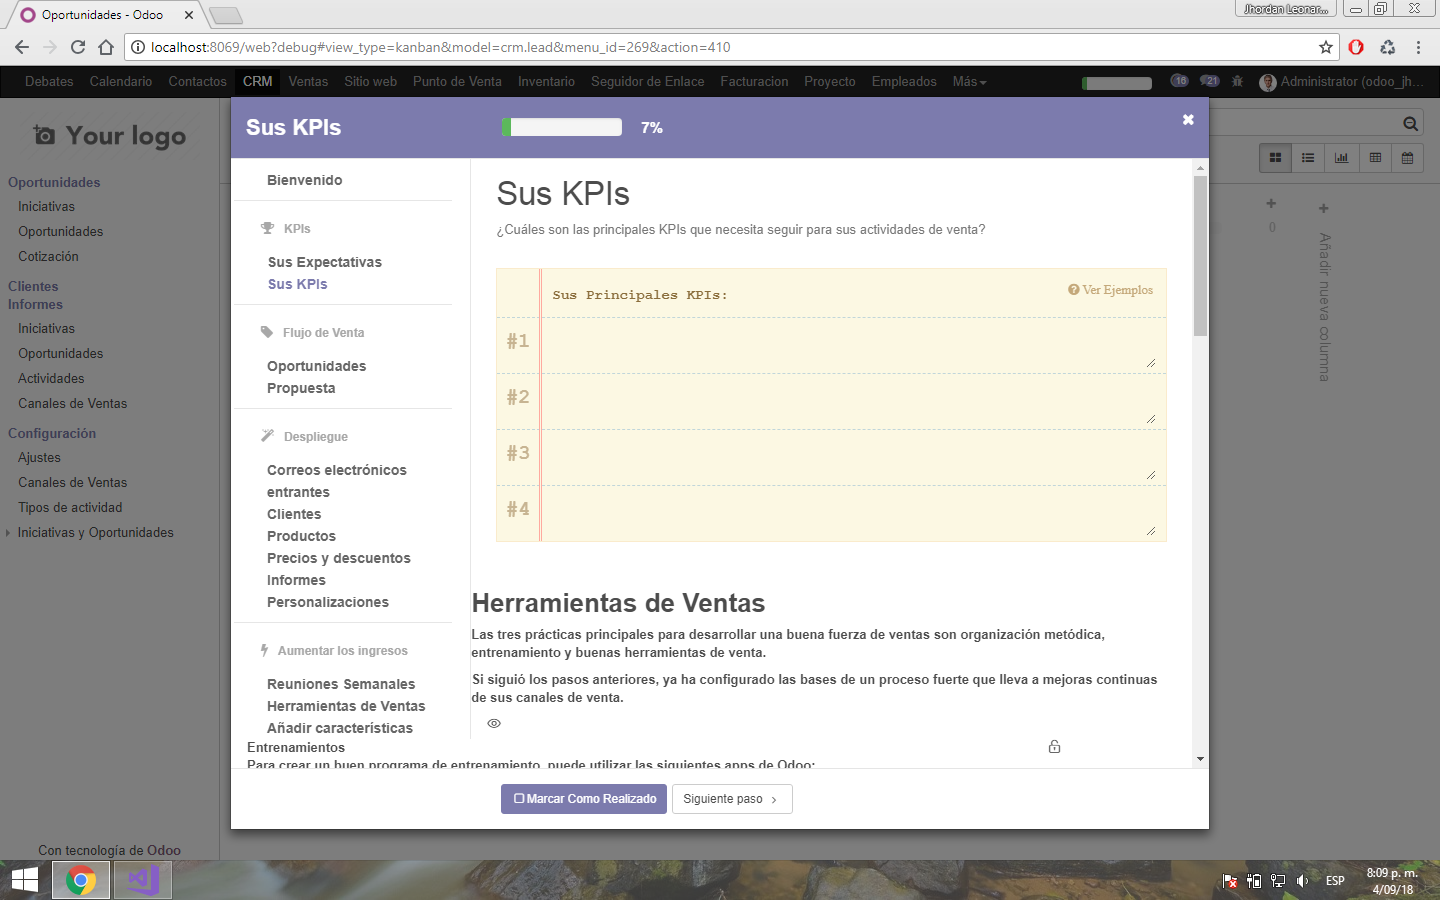 Oportunidades - Odoo
Jhordan Leonar...
localhost:8069/web?debug#view_type=kanban&model=crm.lead&menu_id=269&action=410
Debates Calendario Contactos CRM Ventas Sitio web Punto de Venta Inventario Seguidor de Enlace Facturacion Proyecto Empleados Más 16 21 Administrator (odoo_jh...
Your logo
Oportunidades
Iniciativas
Oportunidades
Cotización
Clientes
Informes
Iniciativas
Oportunidades
Actividades
Canales de Ventas
Configuración
Ajustes
Canales de Ventas
Tipos de actividad
Iniciativas y Oportunidades
Con tecnología de Odoo
Sus KPIs 7%
Bienvenido
KPIs
Sus Expectativas
Sus KPIs
Flujo de Venta
Oportunidades
Propuesta
Despliegue
Correos electrónicos
entrantes
Clientes
Productos
Precios y descuentos
Informes
Personalizaciones
Aumentar los ingresos
Reuniones Semanales
Herramientas de Ventas
Añadir características
Sus KPIs
¿Cuáles son las principales KPIs que necesita seguir para sus actividades de venta?
Sus Principales KPIs: Ver Ejemplos
#1
#2
#3
#4
Herramientas de Ventas
Las tres prácticas principales para desarrollar una buena fuerza de ventas son organización metódica,
entrenamiento y buenas herramientas de venta.
Si siguió los pasos anteriores, ya ha configurado las bases de un proceso fuerte que lleva a mejoras continuas
de sus canales de venta.
Entrenamientos
Para crear un buen programa de entrenamiento, puede utilizar las siguientes apps de Odoo:
Marcar Como Realizado Siguiente paso
0
Añadir nueva columna
ESP
8:09 p. m.
4/09/18